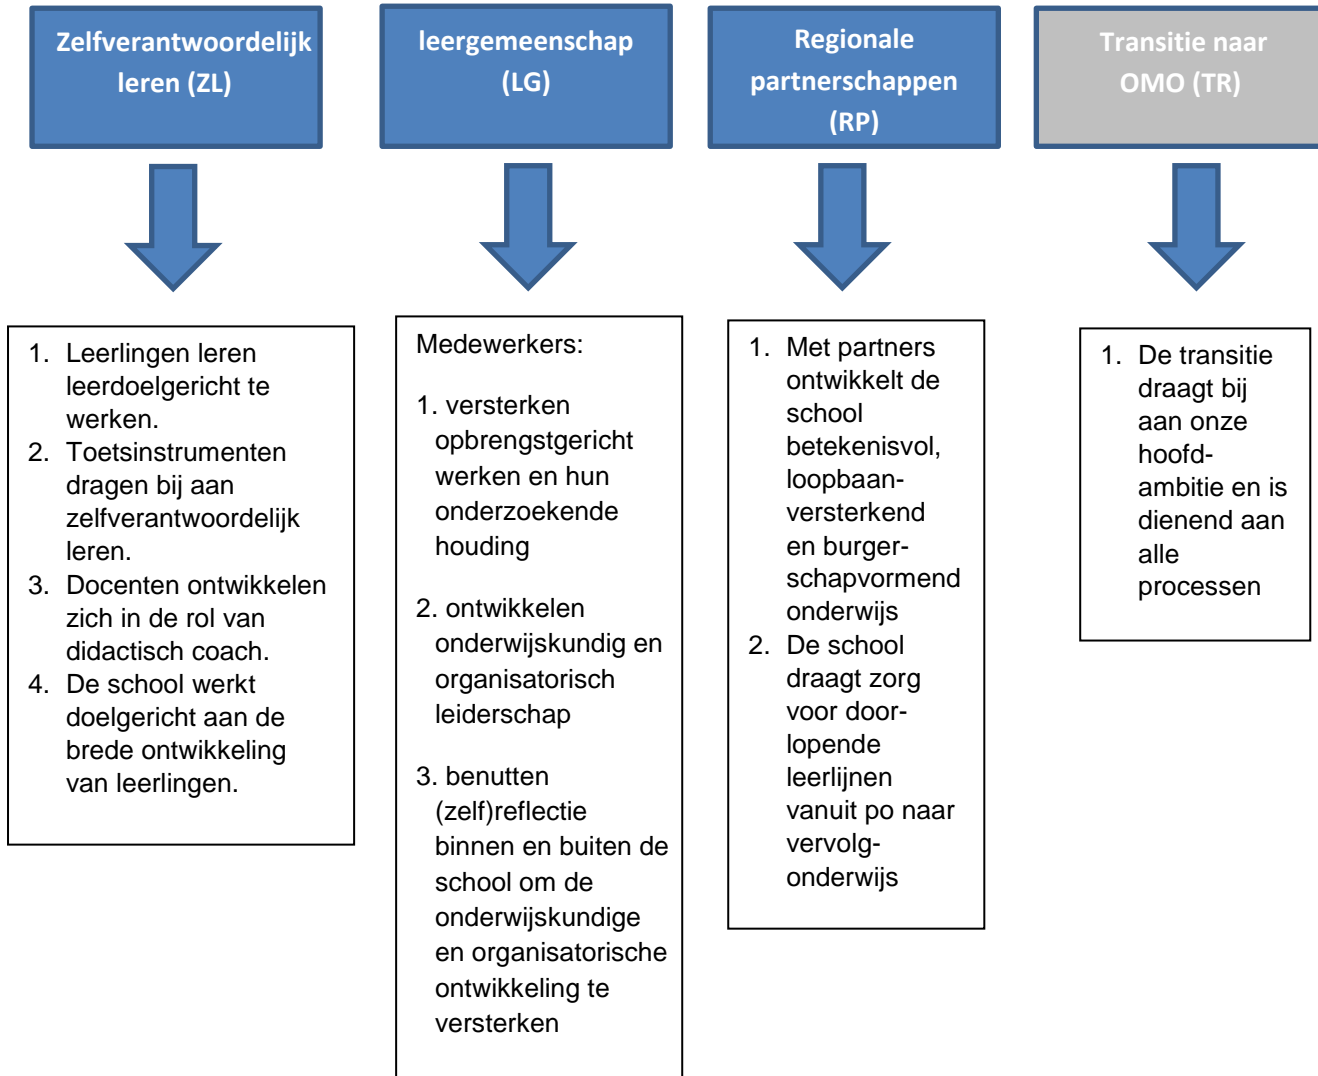 Zelfverantwoordelijk
leren (ZL)
leergemeenschap
(LG)
Regionale
partnerschappen
(RP)
Transitie naar
OMO (TR)
1. Leerlingen leren
leerdoelgericht te
werken.
2. Toetsinstrumenten
dragen bij aan
zelfverantwoordelijk
leren.
3. Docenten ontwikkelen
zich in de rol van
didactisch coach.
4. De school werkt
doelgericht aan de
brede ontwikkeling
van leerlingen.
Medewerkers:
1. versterken
opbrengstgericht
werken en hun
onderzoekende
houding
2. ontwikkelen
onderwijskundig en
organisatorisch
leiderschap
3. benutten
(zelf)reflectie
binnen en buiten de
school om de
onderwijskundige
en organisatorische
ontwikkeling te
versterken
1. Met partners
ontwikkelt de
school
betekenisvol,
loopbaan-
versterkend
en burger-
schapvormend
onderwijs
2. De school
draagt zorg
voor door-
lopende
leerlijnen
vanuit po naar
vervolg-
onderwijs
1. De transitie
draagt bij
aan onze
hoofd-
ambitie en is
dienend aan
alle
processen